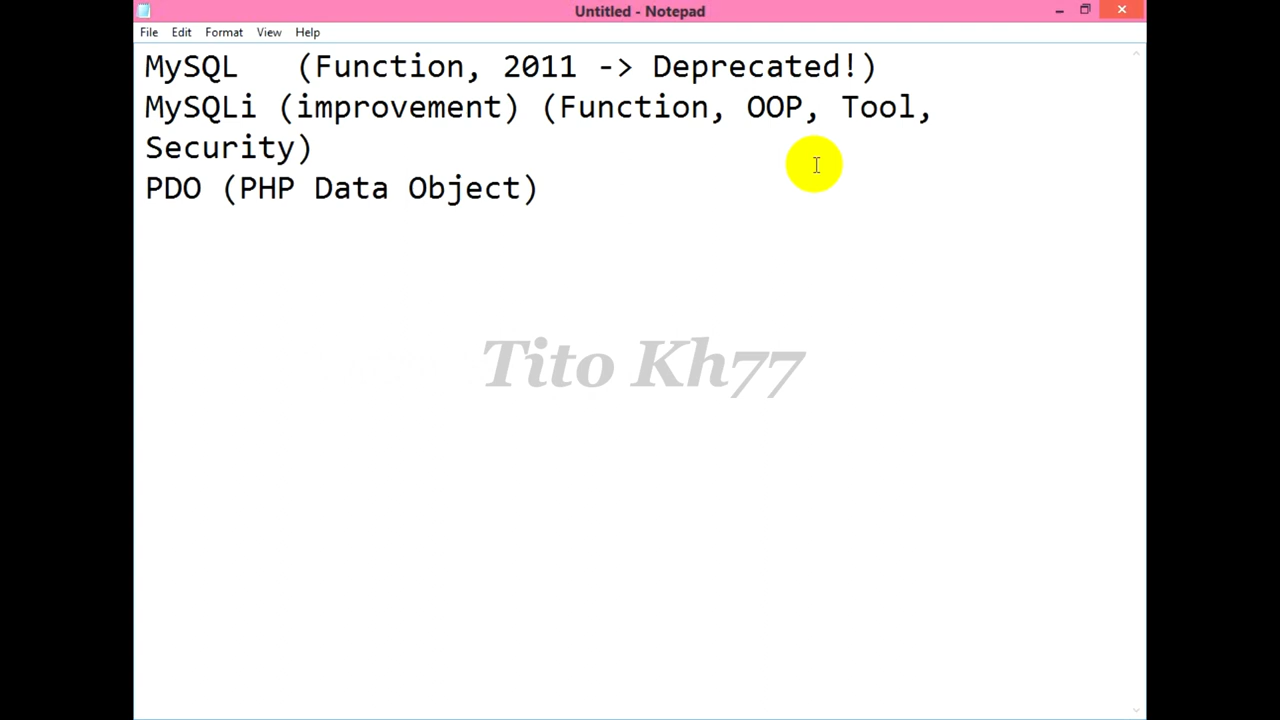 Untitled - Notepad
File Edit Format View Help
MySQL (Function, 2011 -> Deprecated!)
MySQLi (improvement) (Function, OOP, Tool,
Security)
PDO (PHP Data Object)
Tito Kh77